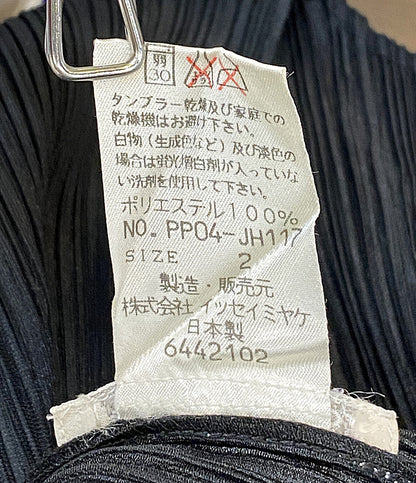 弱
30
タンブラー乾燥及び家庭での
乾燥機はお避け下さい。
白物(生成色など)及び淡色の
場合は蛍光増白剤が入っていな
い洗剤を使用して下さい。
ポリエステル100%
NO. PP04-JH117
SIZE 2
製造・販売元
株式会社イッセイミヤケ
日本製
6442102